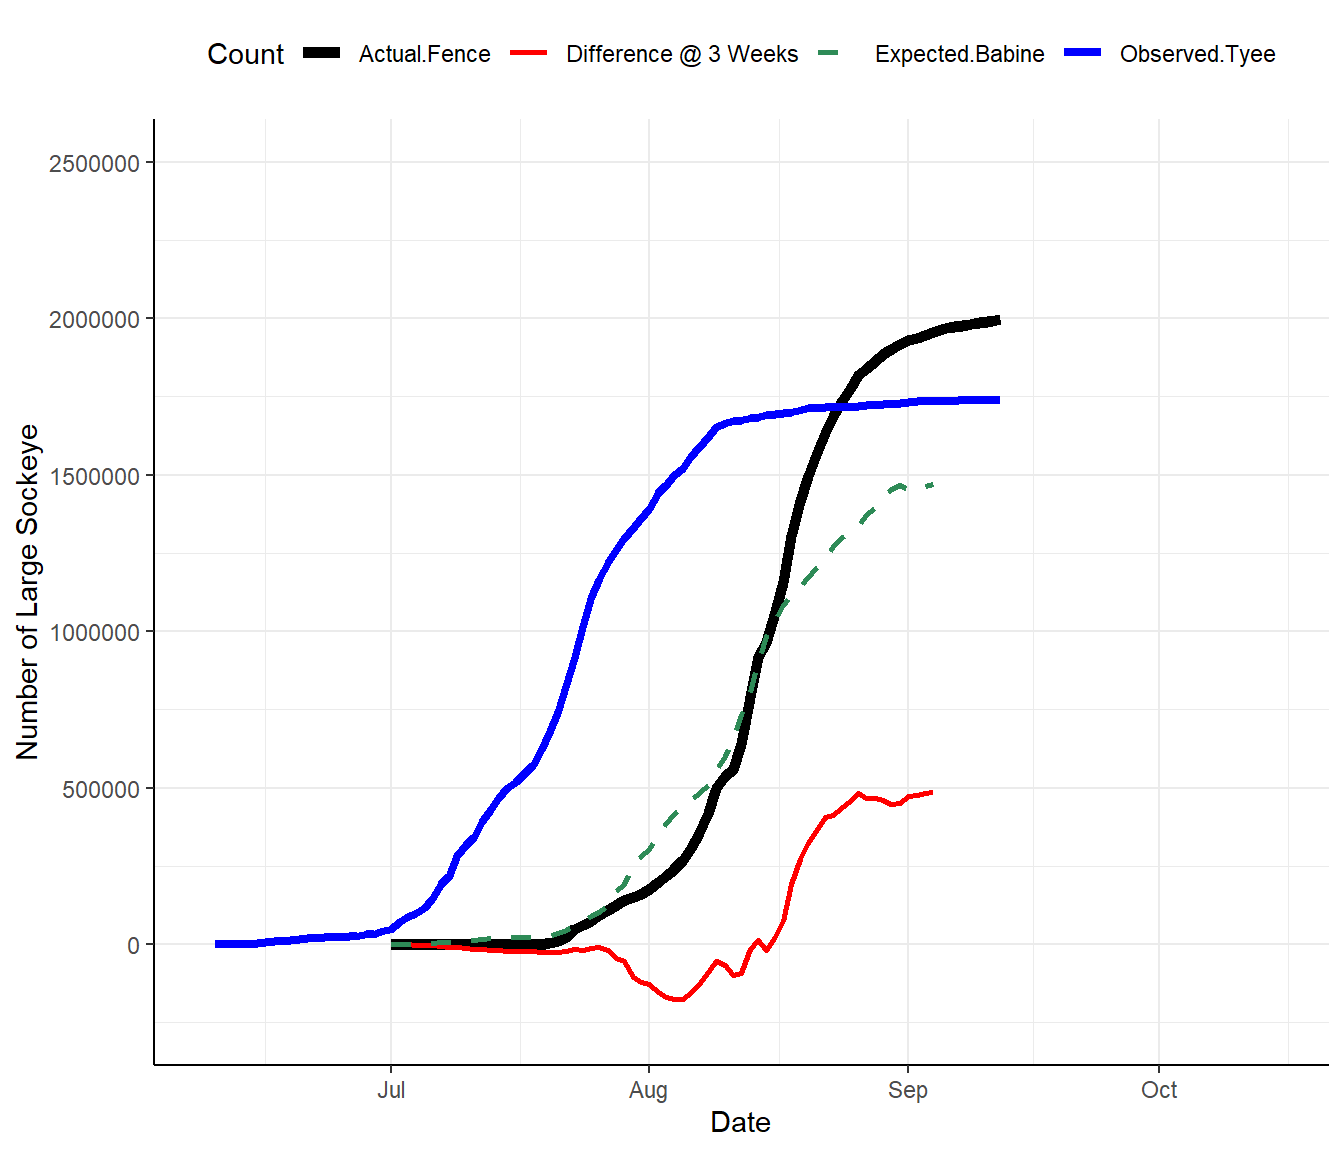 Count Actual.Fence Difference @ 3 Weeks Expected.Babine Observed.Tyee
2500000
2000000
1500000
1000000
500000
0
Number of Large Sockeye
Jul Aug Sep Oct
Date